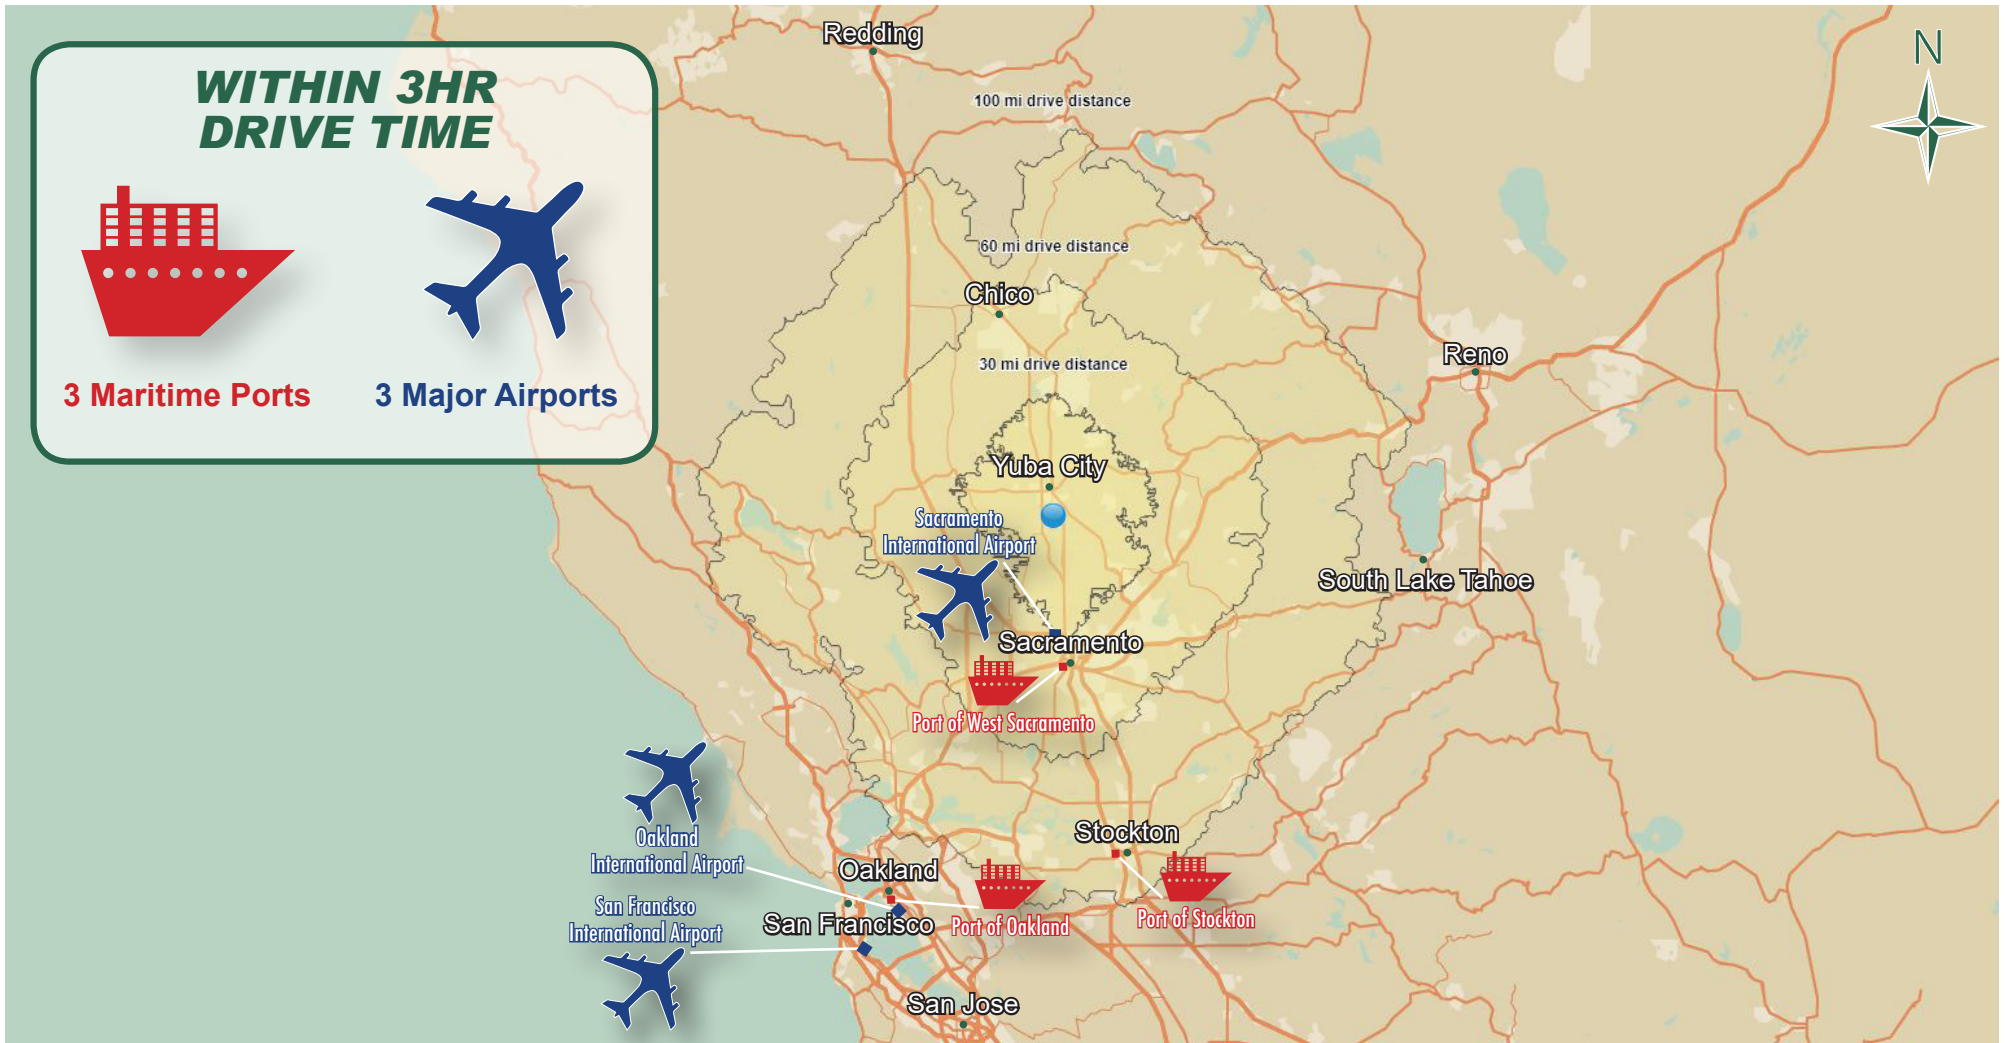 WITHIN 3HR
DRIVE TIME
3 Maritime Ports
3 Major Airports
N
Redding
100 mi drive distance
60 mi drive distance
Chico
30 mi drive distance
Reno
Yuba City
Sacramento
International Airport
South Lake Tahoe
Sacramento
Port of West Sacramento
Stockton
Oakland
International Airport
Oakland
San Francisco
International Airport
San Francisco
Port of Oakland
Port of Stockton
San Jose